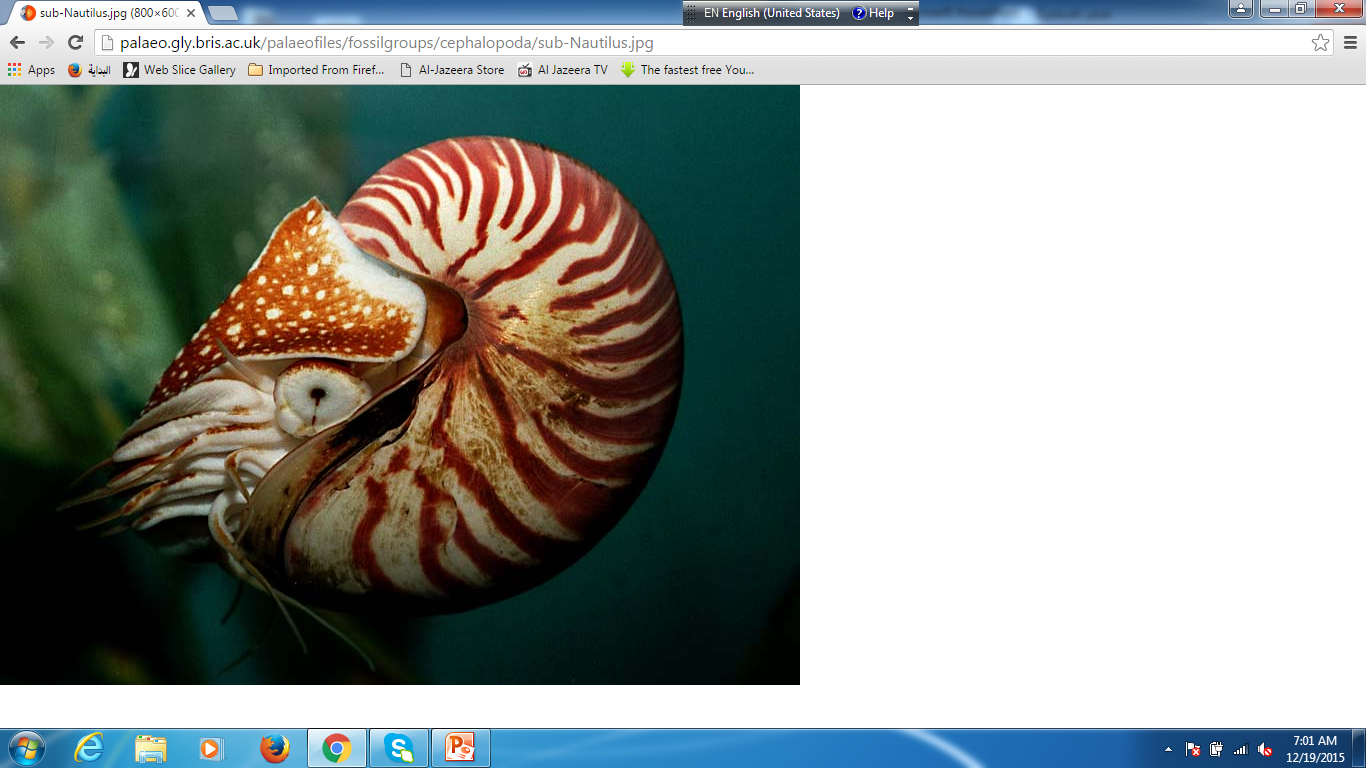 sub-Nautilus.jpg (800×600
EN English (United States) Help
palaeo.gly.bris.ac.uk/palaeofiles/fossilgroups/cephalopoda/sub-Nautilus.jpg
Apps البداية Web Slice Gallery Imported From Firef... Al-Jazeera Store Al Jazeera TV The fastest free You...
7:01 AM
12/19/2015